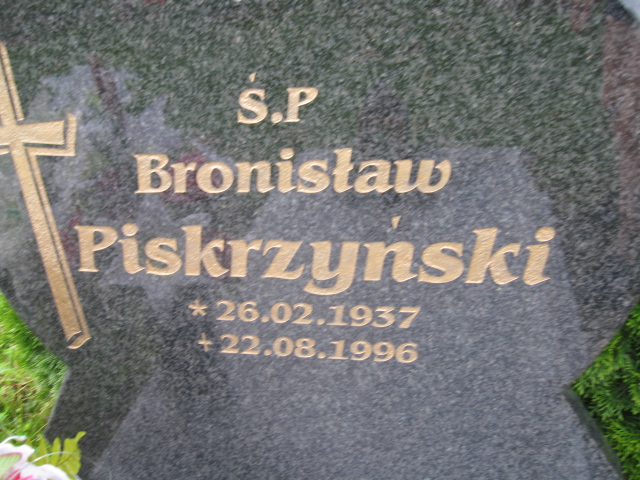 Ś.P
Bronisław
Piskrzyński
* 26.02.1937
+ 22.08.1996